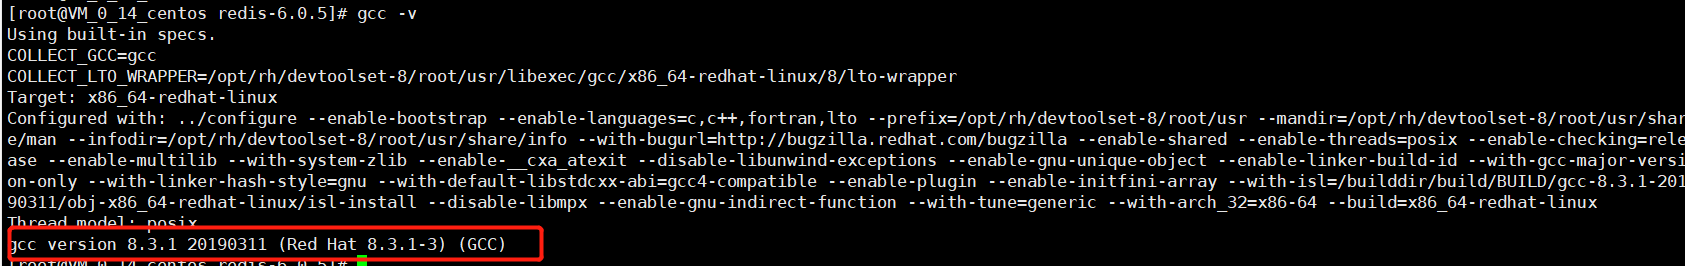 [root@VM_0_14_centos redis-6.0.5]# gcc -v
Using built-in specs.
COLLECT_GCC=gcc
COLLECT_LTO_WRAPPER=/opt/rh/devtoolset-8/root/usr/libexec/gcc/x86_64-redhat-linux/8/lto-wrapper
Target: x86_64-redhat-linux
Configured with: ../configure --enable-bootstrap --enable-languages=c,c++,fortran,lto --prefix=/opt/rh/devtoolset-8/root/usr --mandir=/opt/rh/devtoolset-8/root/usr/shar
e/man --infodir=/opt/rh/devtoolset-8/root/usr/share/info --with-bugurl=http://bugzilla.redhat.com/bugzilla --enable-shared --enable-threads=posix --enable-checking=rele
ase --enable-multilib --with-system-zlib --enable-__cxa_atexit --disable-libunwind-exceptions --enable-gnu-unique-object --enable-linker-build-id --with-gcc-major-versi
on-only --with-linker-hash-style=gnu --with-default-libstdcxx-abi=gcc4-compatible --enable-plugin --enable-initfini-array --with-isl=/builddir/build/BUILD/gcc-8.3.1-201
90311/obj-x86_64-redhat-linux/isl-install --disable-libmpx --enable-gnu-indirect-function --with-tune=generic --with-arch_32=x86-64 --build=x86_64-redhat-linux
Thread model: posix
gcc version 8.3.1 20190311 (Red Hat 8.3.1-3) (GCC)
[root@VM_0_14_centos redis-6.0.5]#